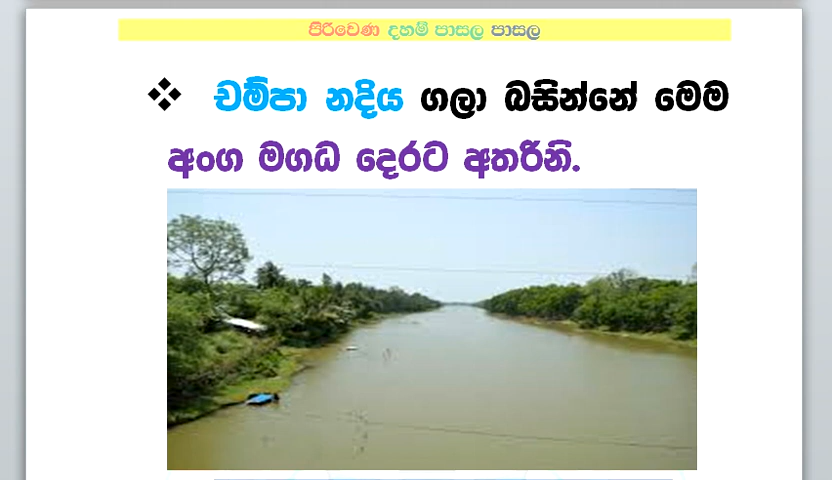 පිරිවෙණ දහම් පාසල පාසල
❖ චම්පා නදිය ගලා බසින්නේ මෙම
අංග මගධ දෙරට අතරිනි.